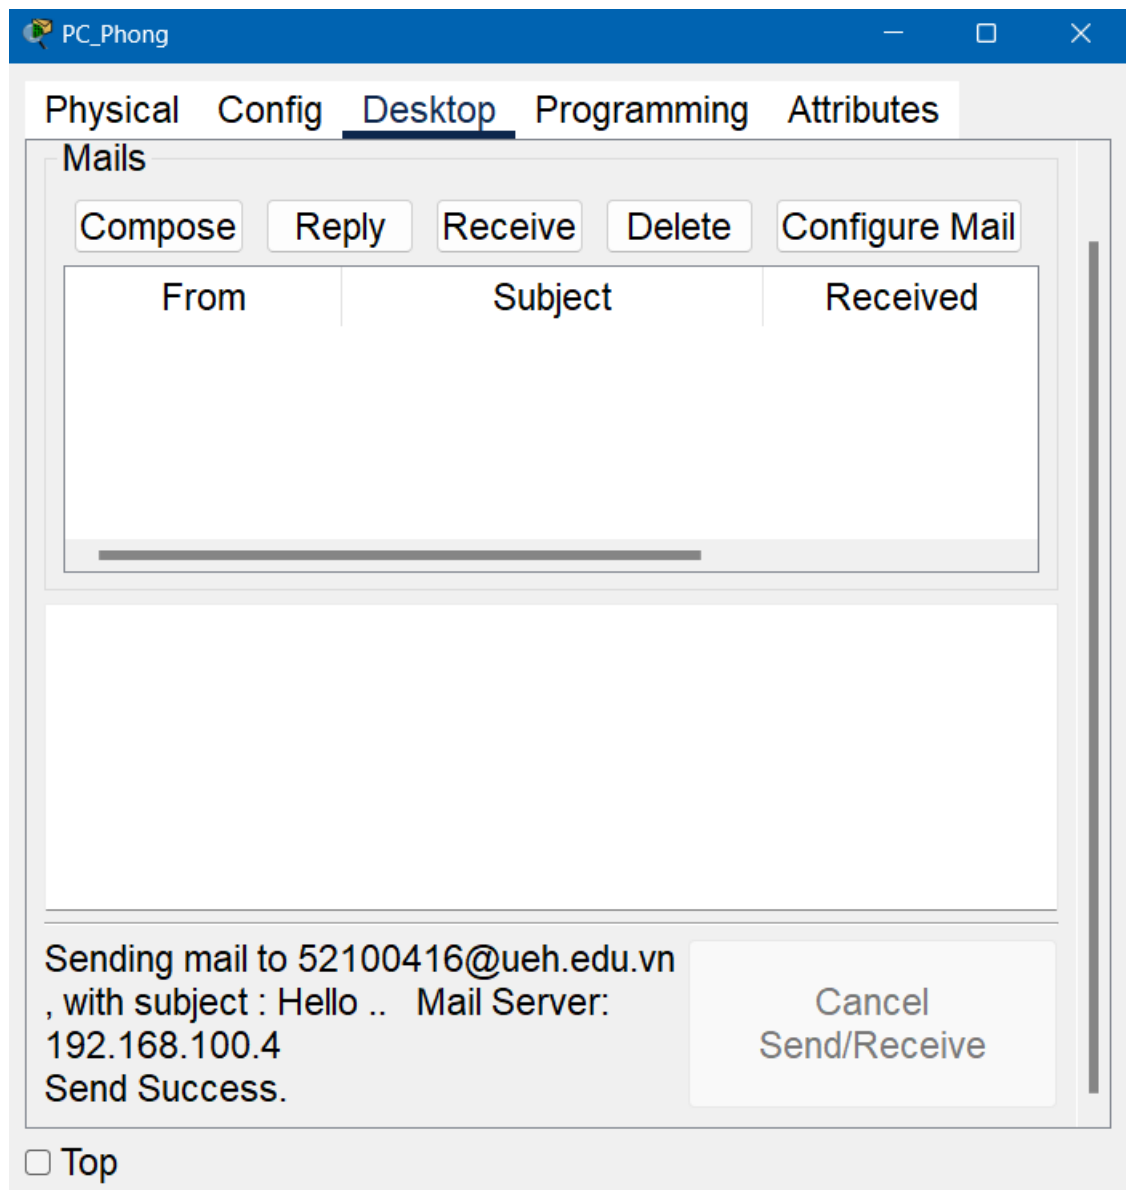 PC_Phong
Physical Config Desktop Programming Attributes
Mails
Compose Reply Receive Delete Configure Mail
From Subject Received
Sending mail to 52100416@ueh.edu.vn
, with subject : Hello ..   Mail Server:
192.168.100.4
Send Success.
Cancel
Send/Receive
Top